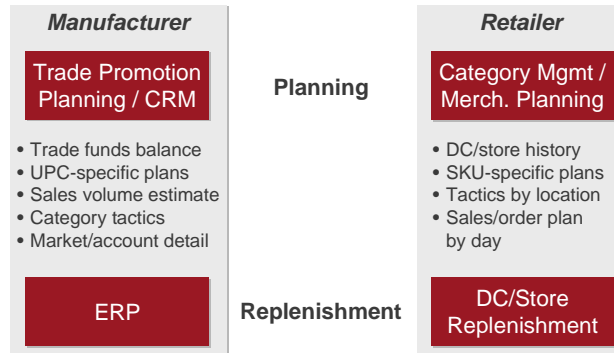 Manufacturer
Trade Promotion
Planning / CRM
• Trade funds balance
• UPC-specific plans
• Sales volume estimate
• Category tactics
• Market/account detail
ERP
Planning
Replenishment
Retailer
Category Mgmt /
Merch. Planning
• DC/store history
• SKU-specific plans
• Tactics by location
• Sales/order plan
by day
DC/Store
Replenishment